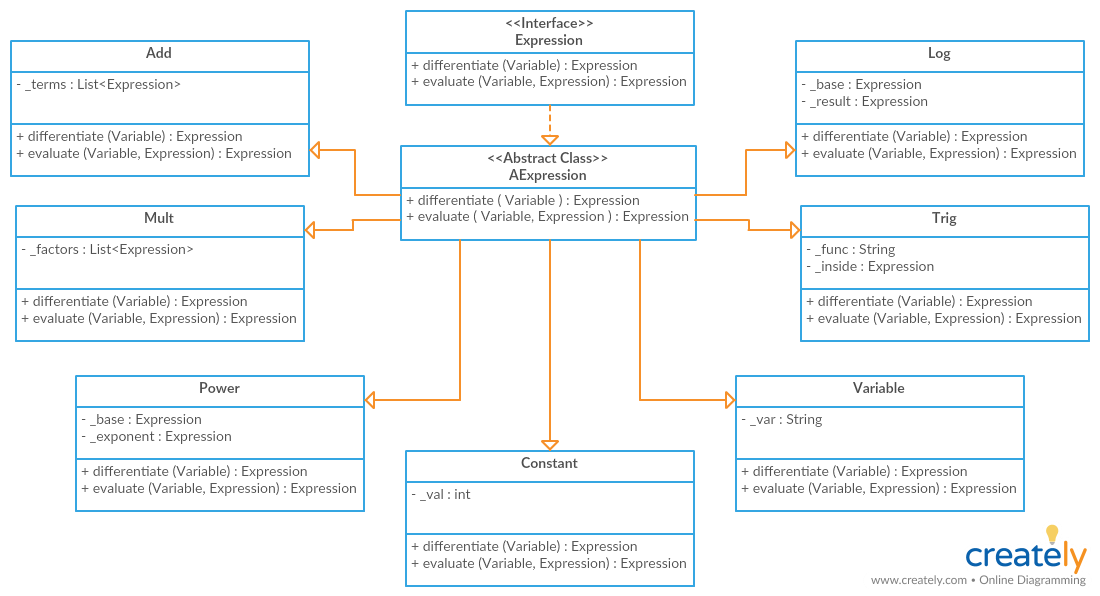 <<Interface>>
Expression
+ differentiate (Variable) : Expression
+ evaluate (Variable, Expression) : Expression
Add
- _terms : List<Expression>
+ differentiate (Variable) : Expression
+ evaluate (Variable, Expression) : Expression
Log
- _base : Expression
- _result : Expression
+ differentiate (Variable) : Expression
+ evaluate (Variable, Expression) : Expression
<<Abstract Class>>
AExpression
+ differentiate ( Variable ) : Expression
+ evaluate ( Variable, Expression ) : Expression
Mult
- _factors : List<Expression>
+ differentiate (Variable) : Expression
+ evaluate (Variable, Expression) : Expression
Trig
- _func : String
- _inside : Expression
+ differentiate (Variable) : Expression
+ evaluate (Variable, Expression) : Expression
Power
- _base : Expression
- _exponent : Expression
+ differentiate (Variable) : Expression
+ evaluate (Variable, Expression) : Expression
Variable
- _var : String
+ differentiate (Variable) : Expression
+ evaluate (Variable, Expression) : Expression
Constant
- _val : int
+ differentiate (Variable) : Expression
+ evaluate (Variable, Expression) : Expression
creately
www.creately.com • Online Diagramming